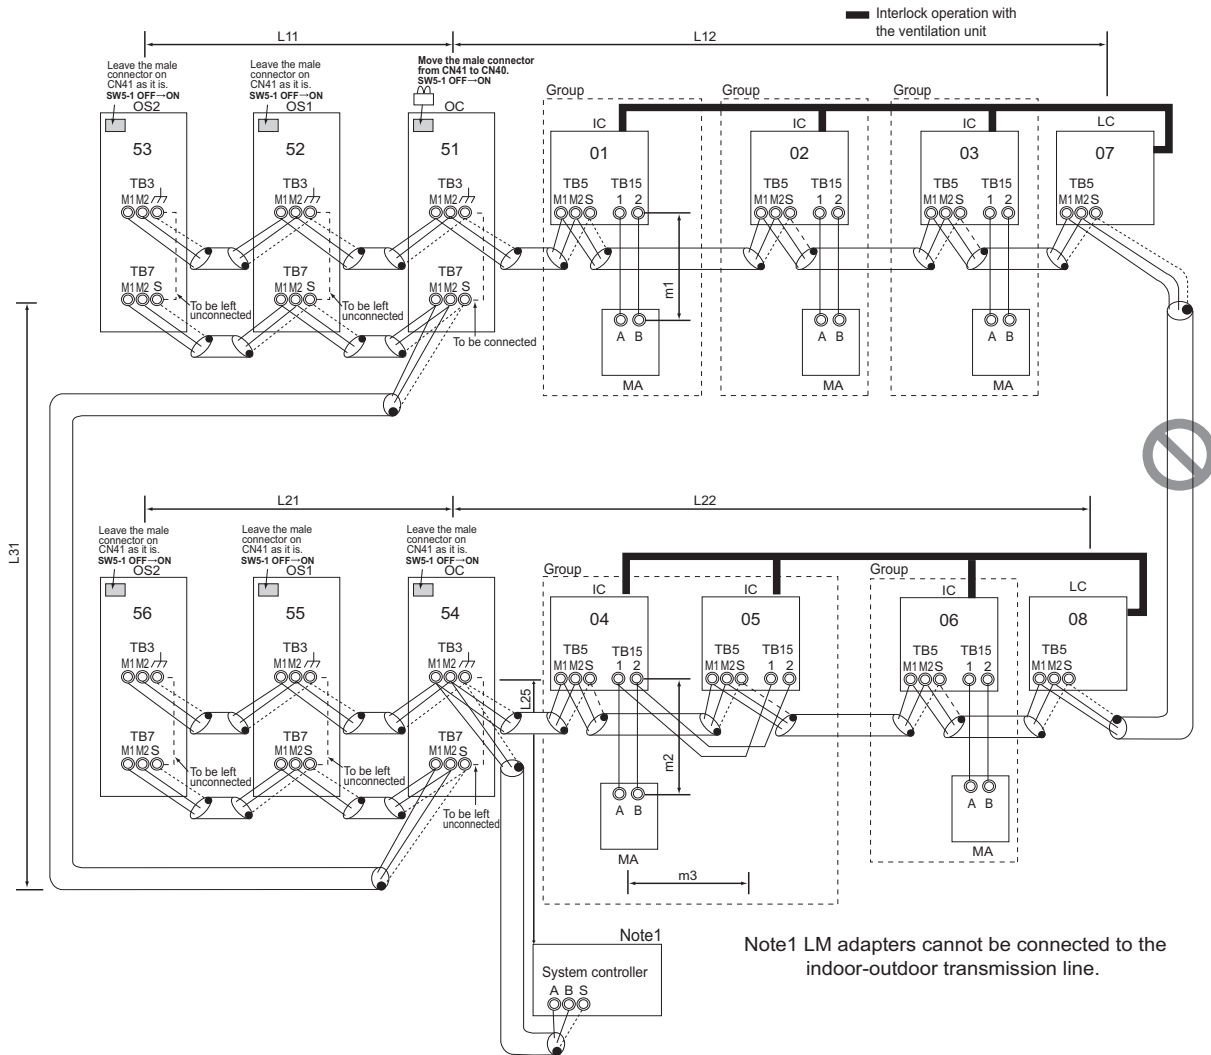 Interlock operation with
the ventilation unit
L11
L12
Leave the male
connector on
CN41 as it is.
SW5-1 OFF→ON
OS2
Leave the male
connector on
CN41 as it is.
SW5-1 OFF→ON
OS1
Move the male connector
from CN41 to CN40.
SW5-1 OFF→ON
OC
Group
Group
Group
IC
IC
IC
LC
53
52
51
01
02
03
07
TB3
M1 M2
TB3
M1 M2
TB3
M1 M2
TB5
M1 M2 S
TB15
1 2
TB5
M1 M2 S
TB15
1 2
TB5
M1 M2 S
TB15
1 2
TB5
M1 M2 S
TB7
M1 M2 S
TB7
M1 M2 S
TB7
M1 M2 S
To be left
unconnected
To be left
unconnected
To be connected
m1
A B
MA
A B
MA
A B
MA
L31
L21
L22
Leave the male
connector on
CN41 as it is.
SW5-1 OFF→ON
OS2
Leave the male
connector on
CN41 as it is.
SW5-1 OFF→ON
OS1
Leave the male
connector on
CN41 as it is.
SW5-1 OFF→ON
OC
Group
Group
IC
IC
IC
LC
56
55
54
04
05
06
08
TB3
M1 M2
TB3
M1 M2
TB3
M1 M2
TB5
M1 M2 S
TB15
1 2
TB5
M1 M2 S
TB15
1 2
TB5
M1 M2 S
TB15
1 2
TB5
M1 M2 S
L25
TB7
M1 M2 S
TB7
M1 M2 S
TB7
M1 M2 S
To be left
unconnected
To be left
unconnected
To be left
unconnected
m2
A B
MA
A B
MA
m3
Note1
System controller
A B S
Note1 LM adapters cannot be connected to the
indoor-outdoor transmission line.